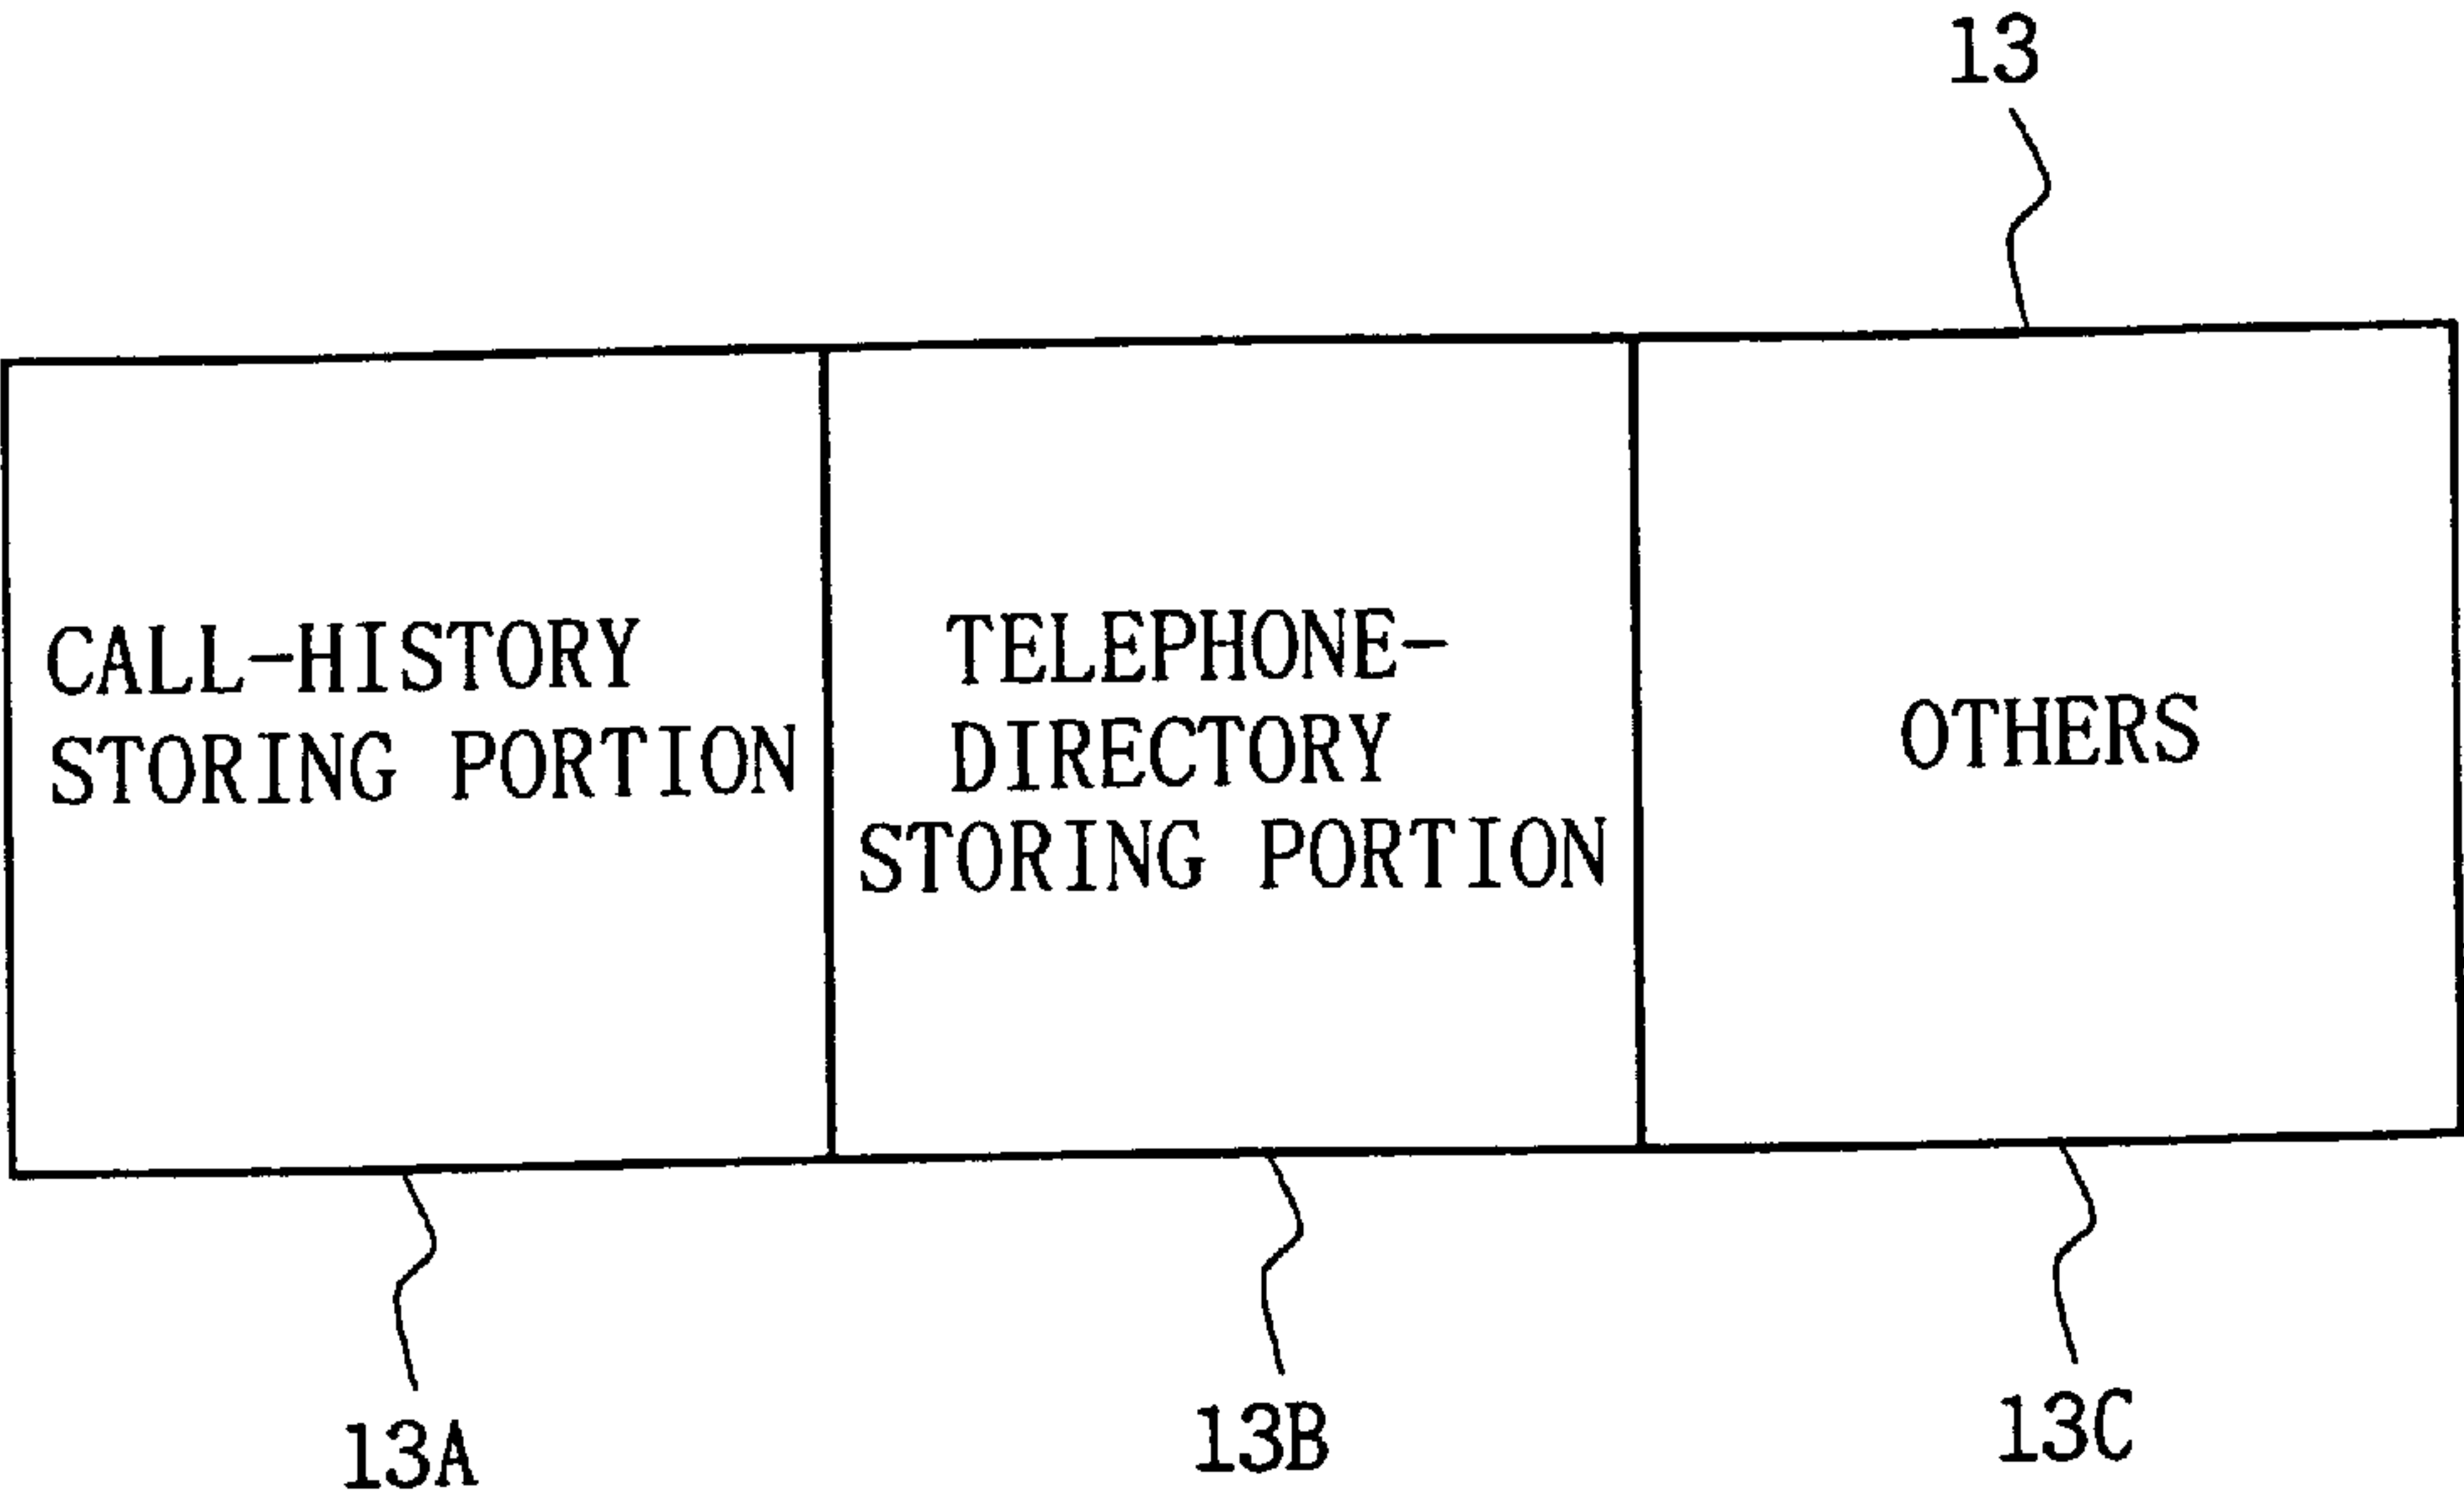 13
CALL-HISTORY
STORING PORTION
TELEPHONE-
DIRECTORY
STORING PORTION
OTHERS
13A
13B
13C